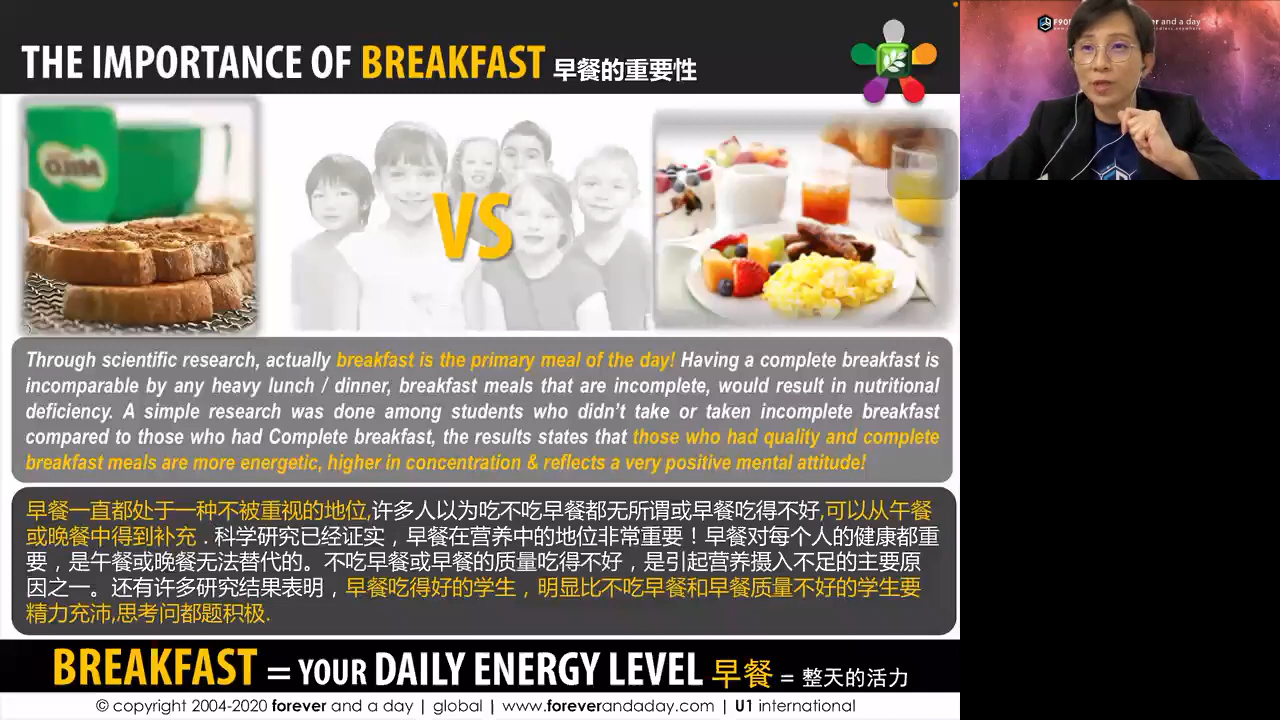 THE IMPORTANCE OF BREAKFAST 早餐的重要性
MILO
VS
Through scientific research, actually breakfast is the primary meal of the day! Having a complete breakfast is
incomparable by any heavy lunch / dinner, breakfast meals that are incomplete, would result in nutritional
deficiency. A simple research was done among students who didn't take or taken incomplete breakfast
compared to those who had Complete breakfast, the results states that those who had quality and complete
breakfast meals are more energetic, higher in concentration & reflects a very positive mental attitude!
早餐一直都处于一种不被重视的地位,许多人以为吃不吃早餐都无所谓或早餐吃得不好,可以从午餐
或晚餐中得到补充．科学研究已经证实，早餐在营养中的地位非常重要！早餐对每个人的健康都重
要，是午餐或晚餐无法替代的。不吃早餐或早餐的质量吃得不好，是引起营养摄入不足的主要原
因之一。还有许多研究结果表明，早餐吃得好的学生，明显比不吃早餐和早餐质量不好的学生要
精力充沛,思考问都题积极.
BREAKFAST = YOUR DAILY ENERGY LEVEL 早餐 = 整天的活力
© copyright 2004-2020 forever and a day | global | www.foreverandaday.com | U1 international
and a day